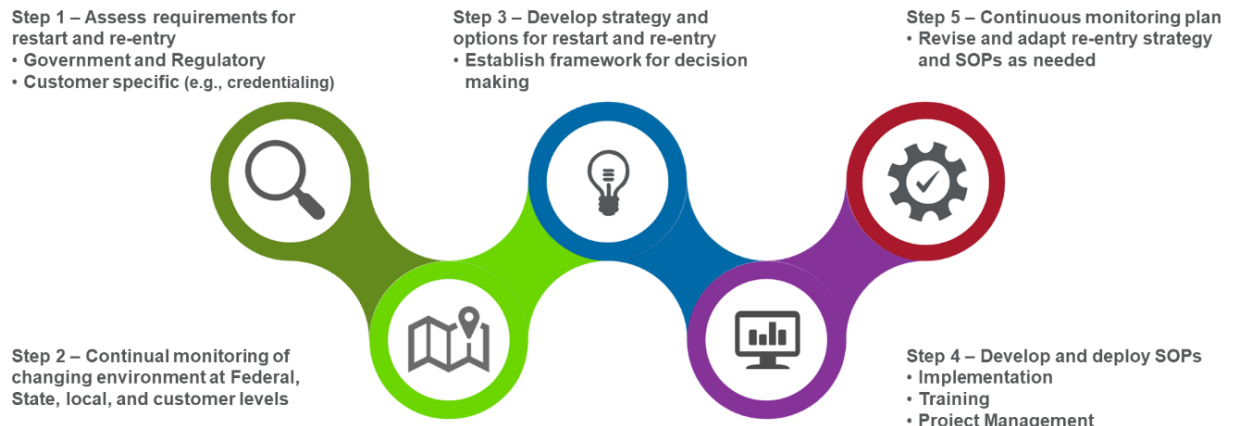 Step 1 – Assess requirements for
restart and re-entry
• Government and Regulatory
• Customer specific (e.g., credentialing)
Step 2 – Continual monitoring of
changing environment at Federal,
State, local, and customer levels
Step 3 – Develop strategy and
options for restart and re-entry
• Establish framework for decision
making
Step 4 – Develop and deploy SOPs
• Implementation
• Training
• Project Management
Step 5 – Continuous monitoring plan
• Revise and adapt re-entry strategy
and SOPs as needed